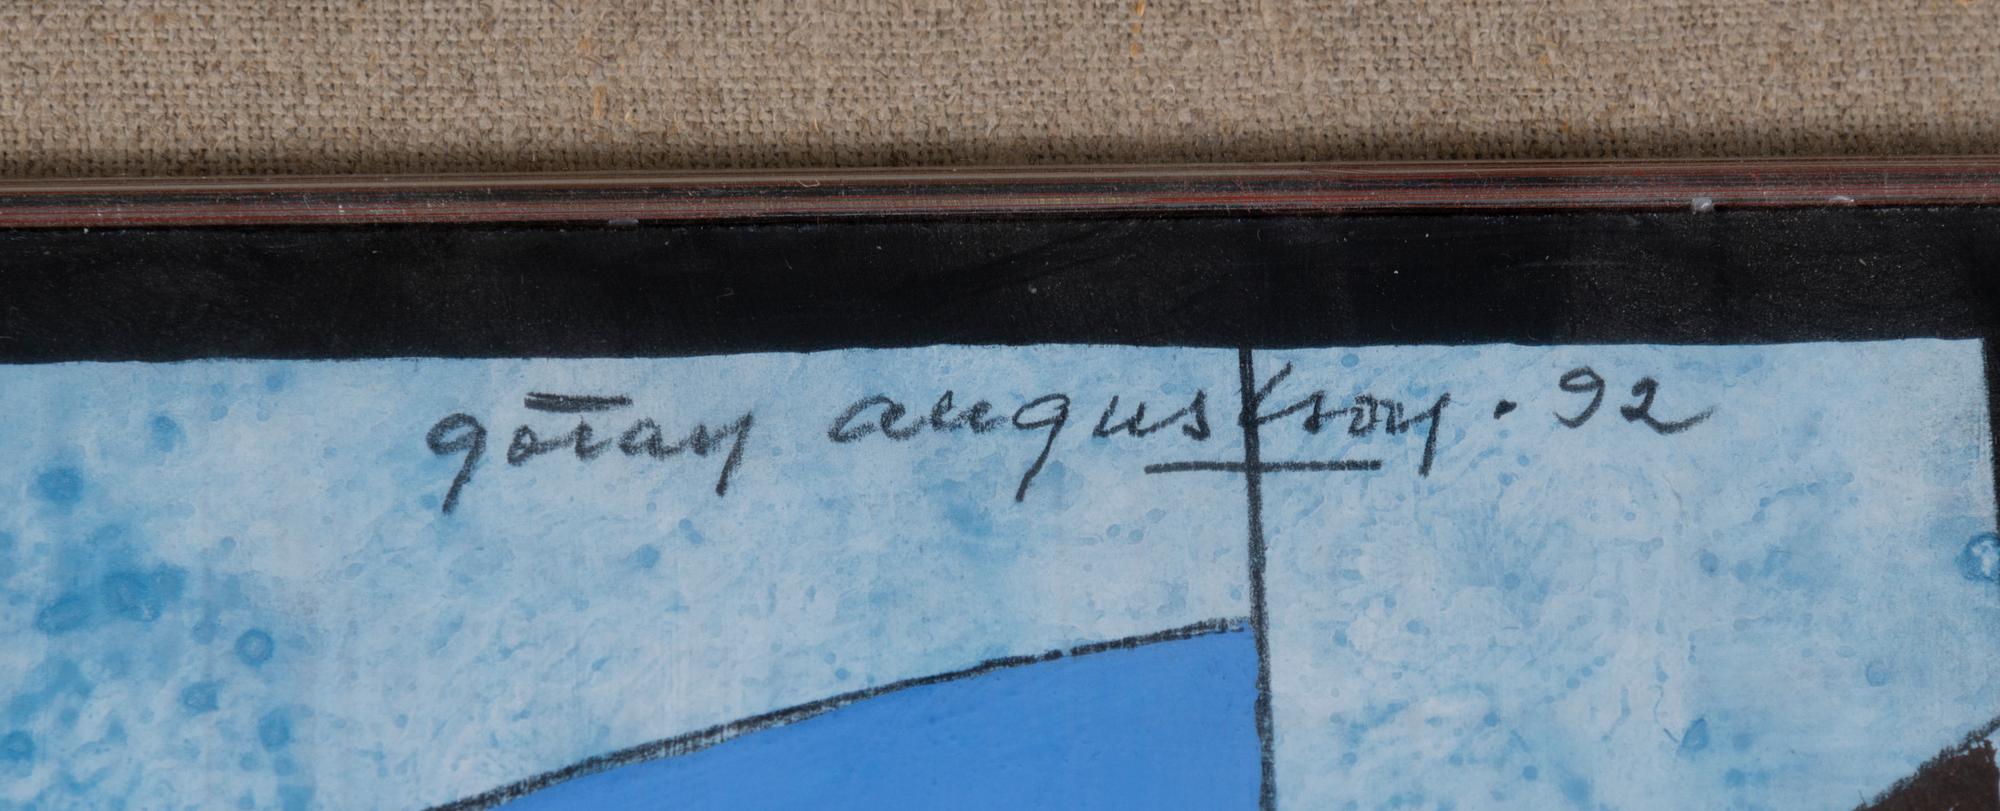 göran augustson . 92